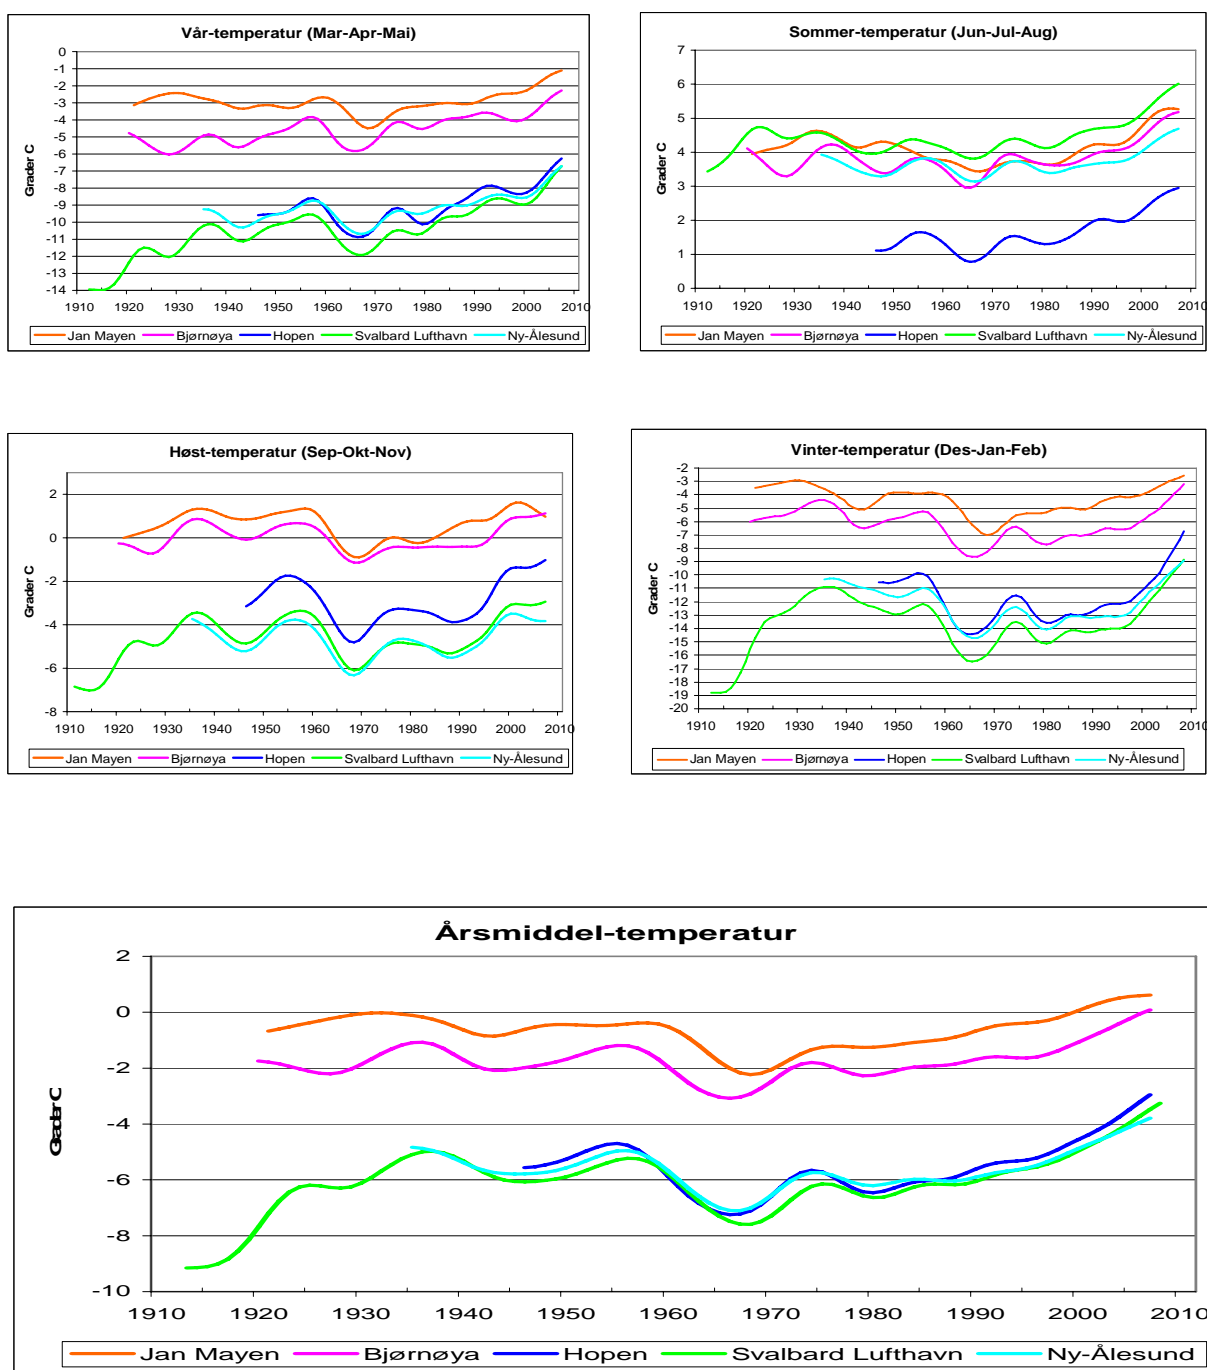 Vår-temperatur (Mar-Apr-Mai)
0
-1
-2
-3
-4
-5
-6
-7
-8
-9
-10
-11
-12
-13
-14
Grader C
1910 1920 1930 1940 1950 1960 1970 1980 1990 2000 2010
Jan Mayen Bjørnøya Hopen Svalbard Lufthavn Ny-Ålesund
Sommer-temperatur (Jun-Jul-Aug)
7
6
5
4
3
2
1
0
Grader C
1910 1920 1930 1940 1950 1960 1970 1980 1990 2000 2010
Jan Mayen Bjørnøya Hopen Svalbard Lufthavn Ny-Ålesund
Høst-temperatur (Sep-Okt-Nov)
2
0
-2
-4
-6
-8
Grader C
1910 1920 1930 1940 1950 1960 1970 1980 1990 2000 2010
Jan Mayen Bjørnøya Hopen Svalbard Lufthavn Ny-Ålesund
Vinter-temperatur (Des-Jan-Feb)
-2
-3
-4
-5
-6
-7
-8
-9
-10
-11
-12
-13
-14
-15
-16
-17
-18
-19
-20
Grader C
1910 1920 1930 1940 1950 1960 1970 1980 1990 2000 2010
Jan Mayen Bjørnøya Hopen Svalbard Lufthavn Ny-Ålesund
Årsmiddel-temperatur
2
0
-2
-4
-6
-8
-10
Grader C
1910 1920 1930 1940 1950 1960 1970 1980 1990 2000 2010
Jan Mayen Bjørnøya Hopen Svalbard Lufthavn Ny-Ålesund